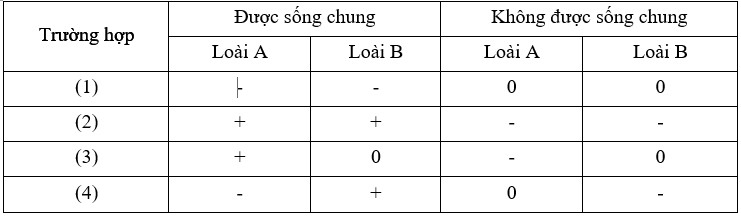 Trường hợp Được sống chung Không được sống chung
Loài A Loài B Loài A Loài B
(1) - - 0 0
(2) + + - -
(3) + 0 - 0
(4) - + 0 -